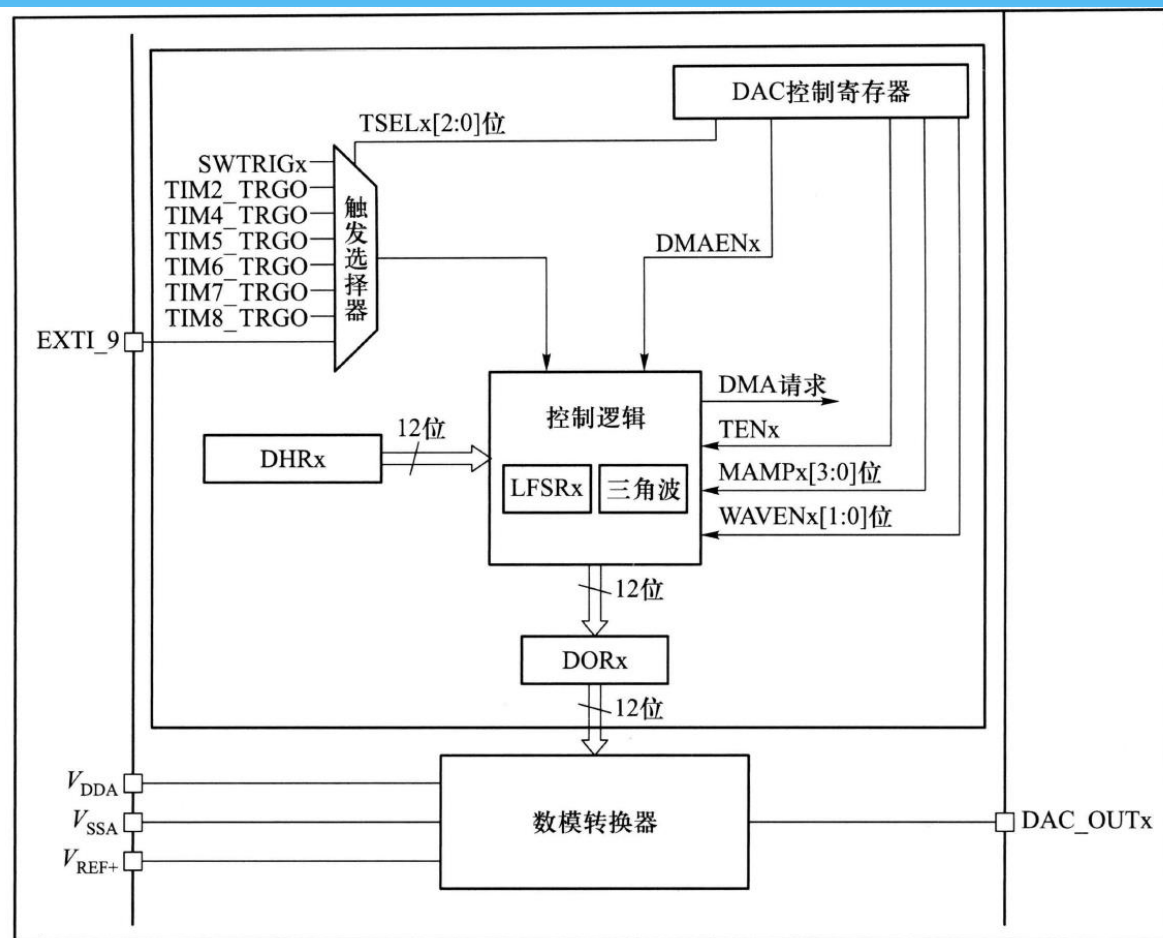 DAC控制寄存器
TSELx[2:0]位
SWTRIGx
TIM2_TRGO
TIM4_TRGO
TIM5_TRGO
TIM6_TRGO
TIM7_TRGO
TIM8_TRGO
触发选择器
DMAENx
EXTI_9
控制逻辑
DMA请求
12位
TENx
DHRx
LFSRx
三角波
MAMPx[3:0]位
WAVENx[1:0]位
12位
DORx
12位
VDDA
VSSA
VREF+
数模转换器
DAC_OUTx